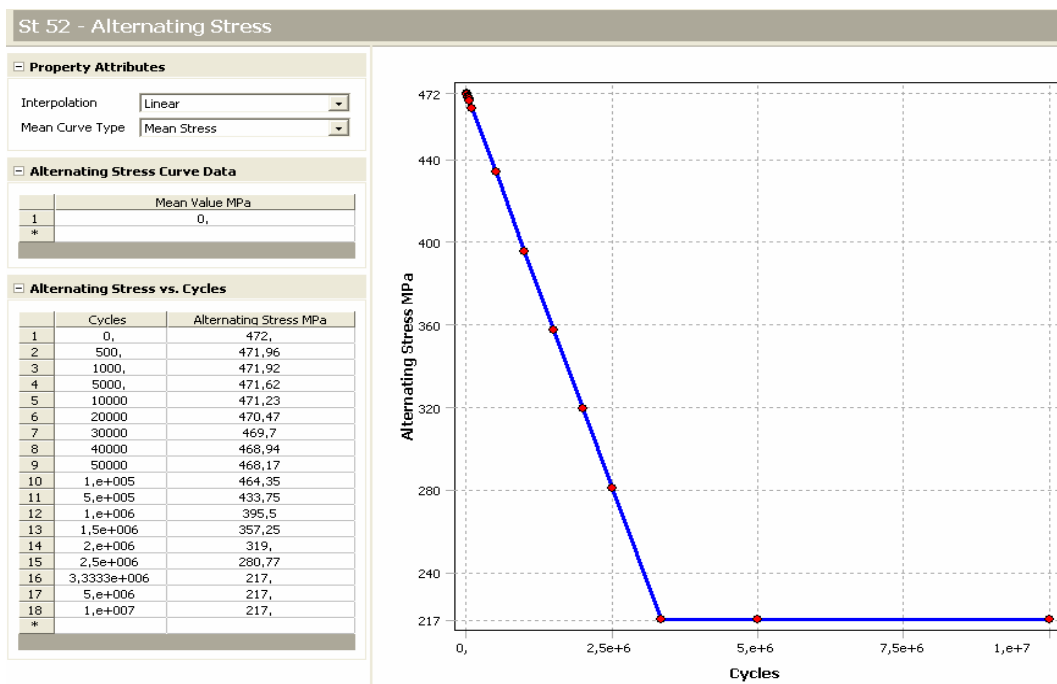 St 52 - Alternating Stress
Property Attributes
Interpolation Linear
Mean Curve Type Mean Stress
Alternating Stress Curve Data
Mean Value MPa
1 0,
*
Alternating Stress vs. Cycles
Cycles Alternating Stress MPa
1 0, 472,
2 500, 471,96
3 1000, 471,92
4 5000, 471,62
5 10000 471,23
6 20000 470,47
7 30000 469,7
8 40000 468,94
9 50000 468,17
10 1,e+005 464,35
11 5,e+005 433,75
12 1,e+006 395,5
13 1,5e+006 357,25
14 2,e+006 319,
15 2,5e+006 280,77
16 3,3333e+006 217,
17 5,e+006 217,
18 1,e+007 217,
*
Alternating Stress MPa
472
440
400
360
320
280
240
217
0, 2,5e+6 5,e+6 7,5e+6 1,e+7
Cycles